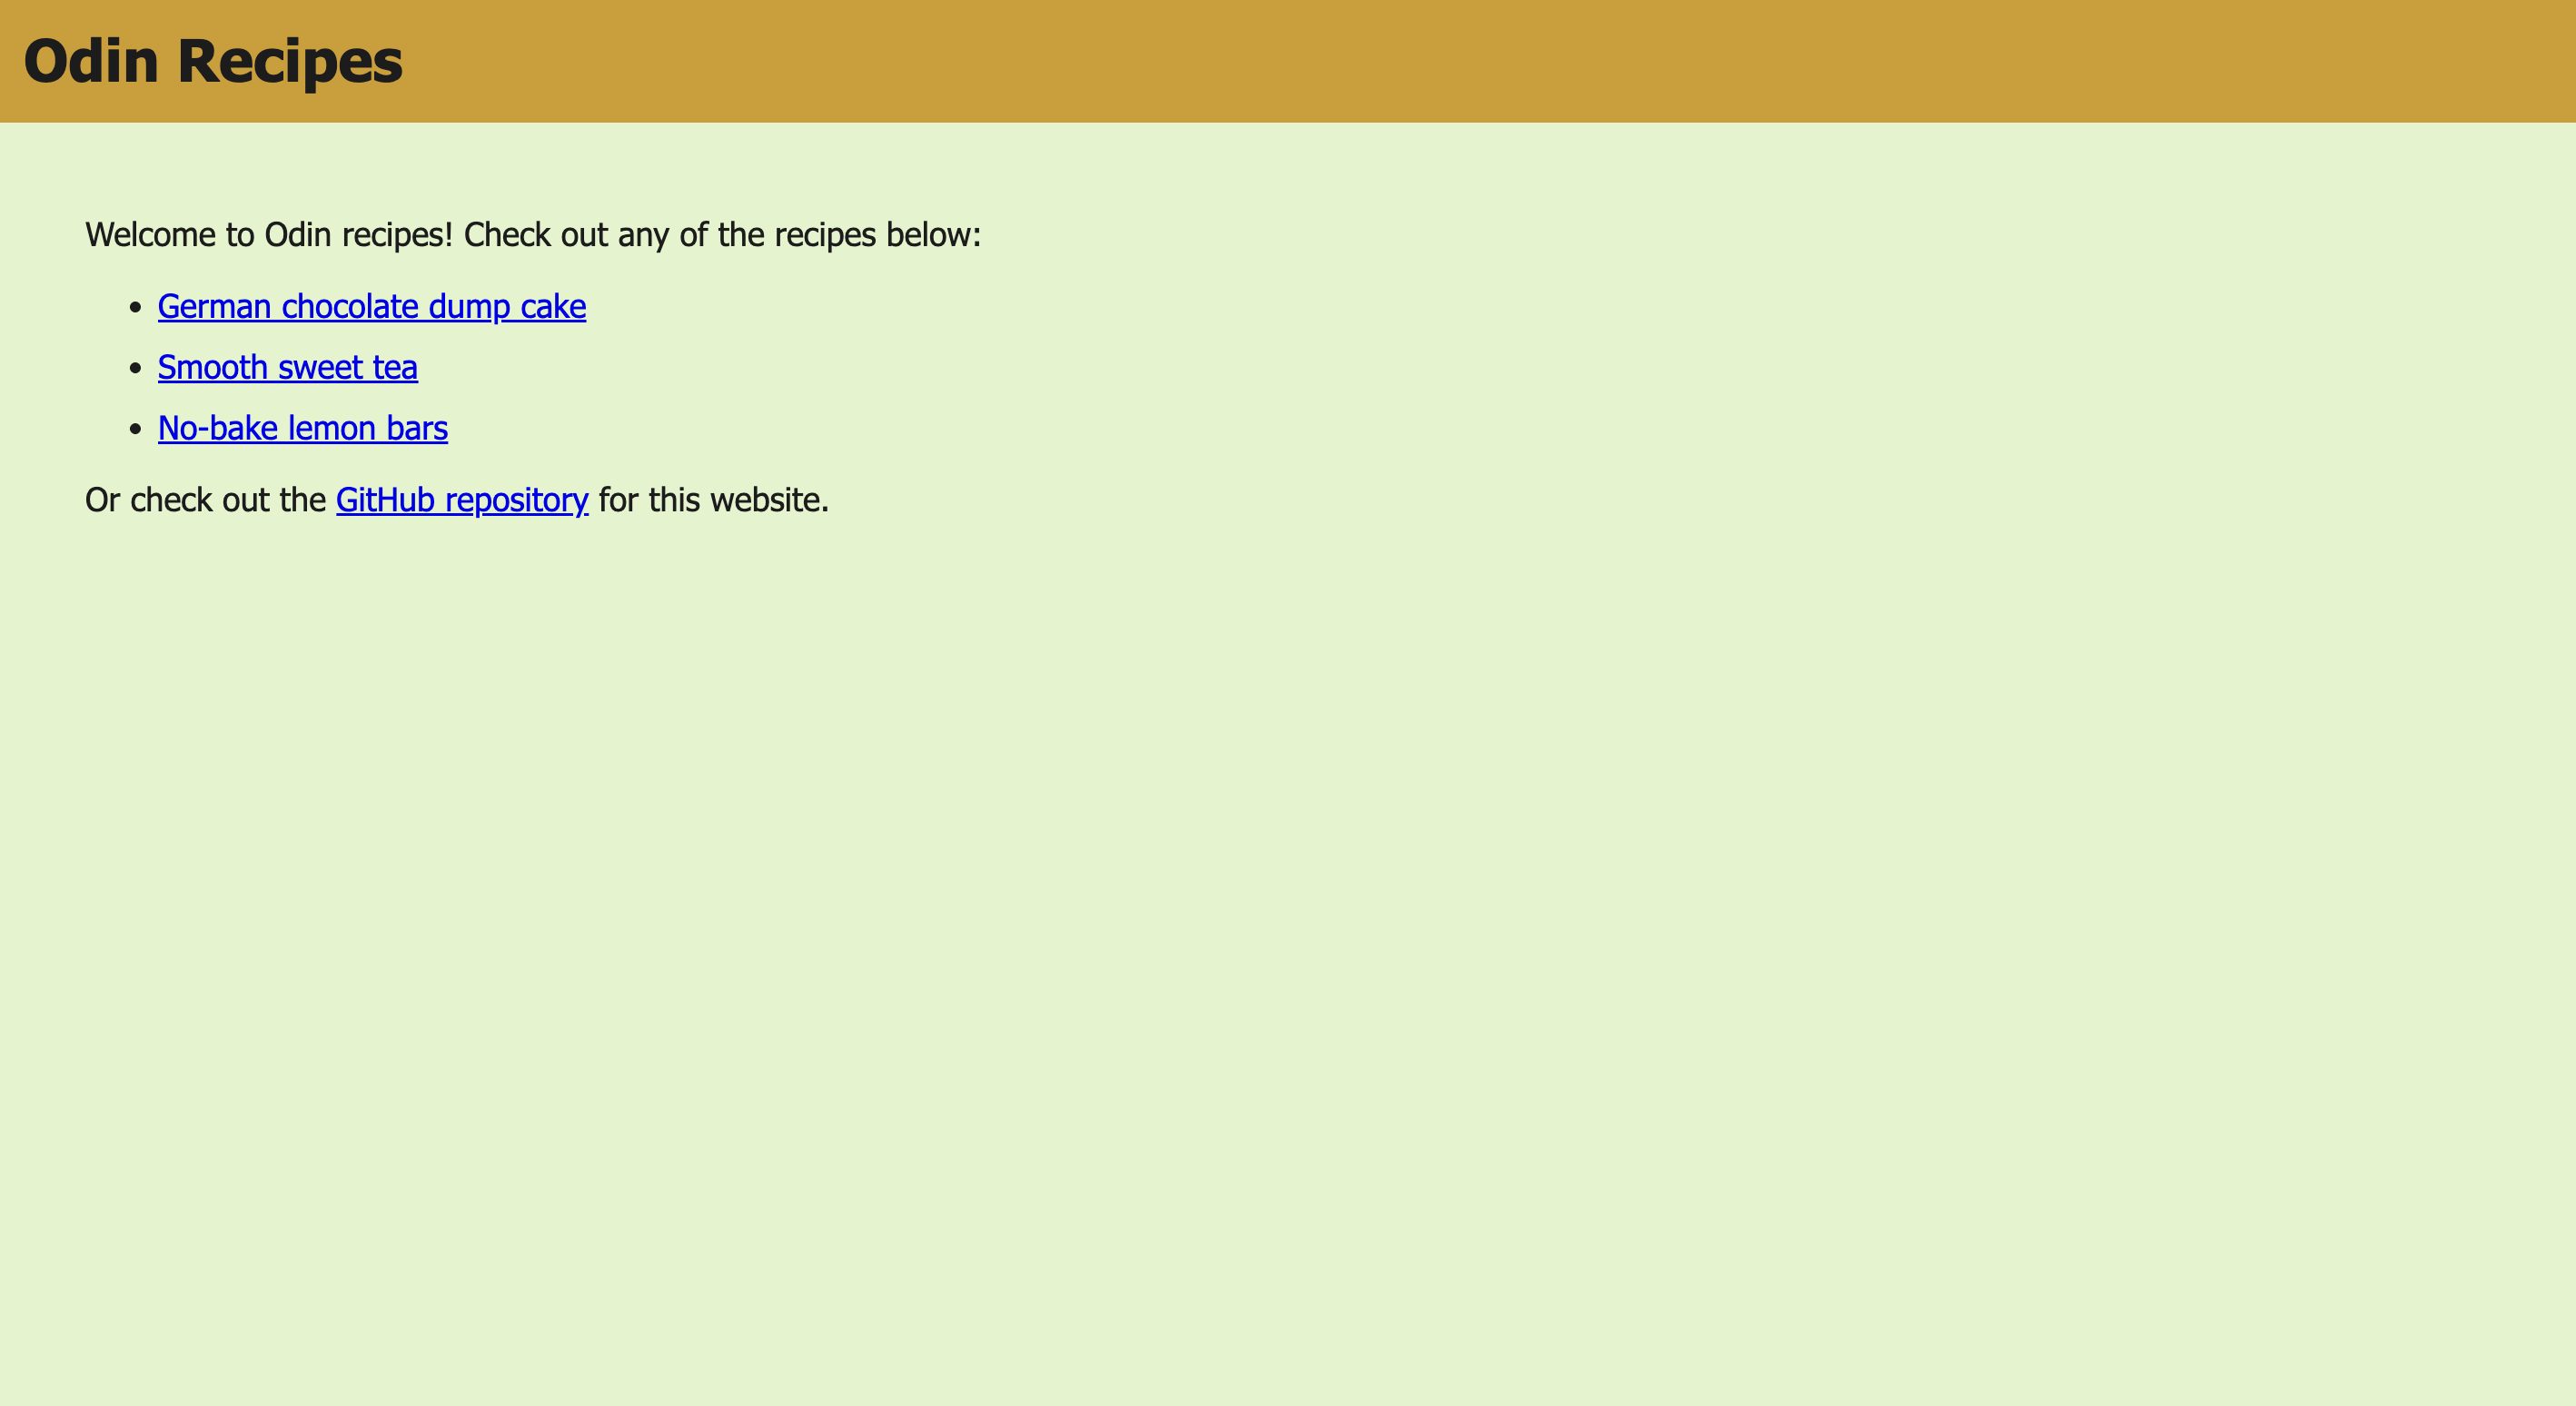 Odin Recipes
Welcome to Odin recipes! Check out any of the recipes below:
• German chocolate dump cake
• Smooth sweet tea
• No-bake lemon bars
Or check out the GitHub repository for this website.